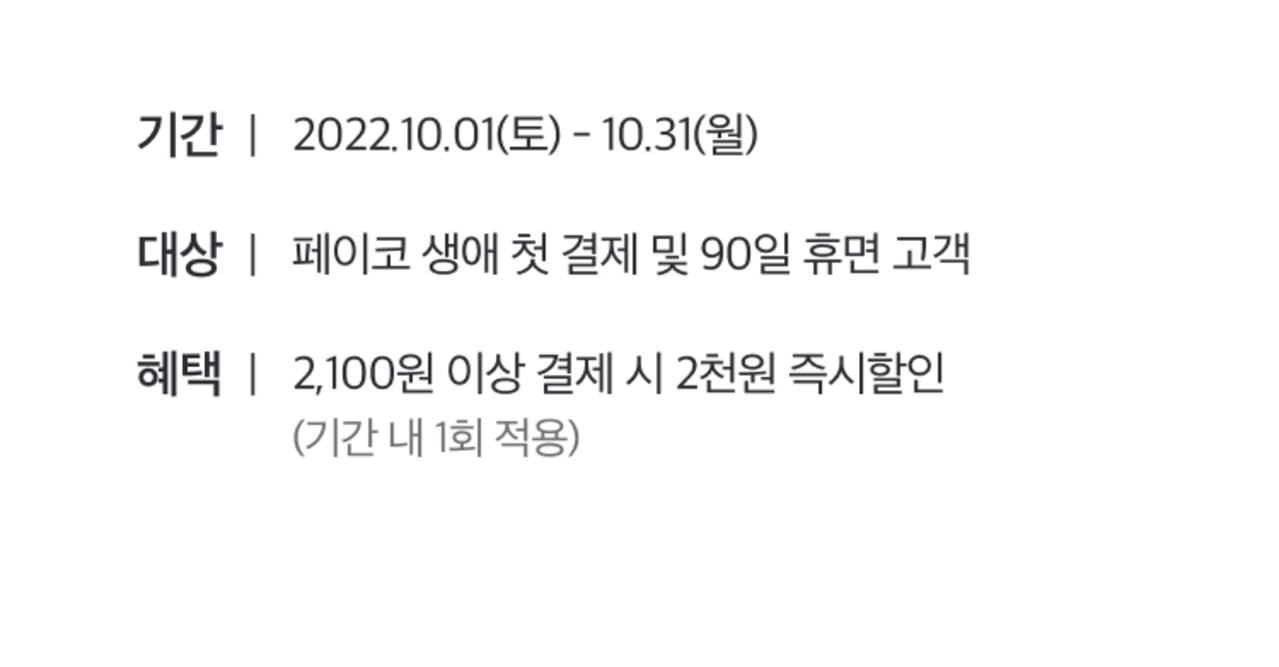 기간 | 2022.10.01(토) - 10.31(월)
대상 | 페이코 생애 첫 결제 및 90일 휴면 고객
혜택 | 2,100원 이상 결제 시 2천원 즉시할인
(기간 내 1회 적용)